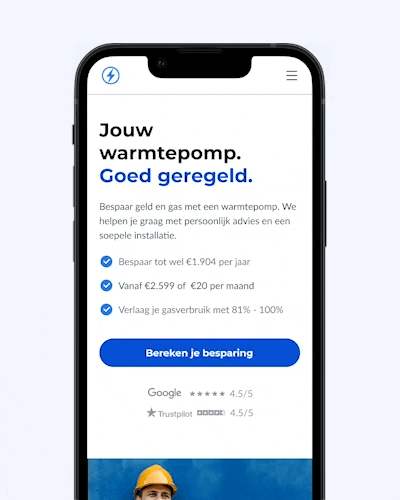 Jouw
warmtepomp.
Goed geregeld.
Bespaar geld en gas met een warmtepomp. We
helpen je graag met persoonlijk advies en een
soepele installatie.
Bespaar tot wel €1.904 per jaar
Vanaf €2.599 of €20 per maand
Verlaag je gasverbruik met 81% - 100%
Bereken je besparing
Google 4.5/5
Trustpilot 4.5/5